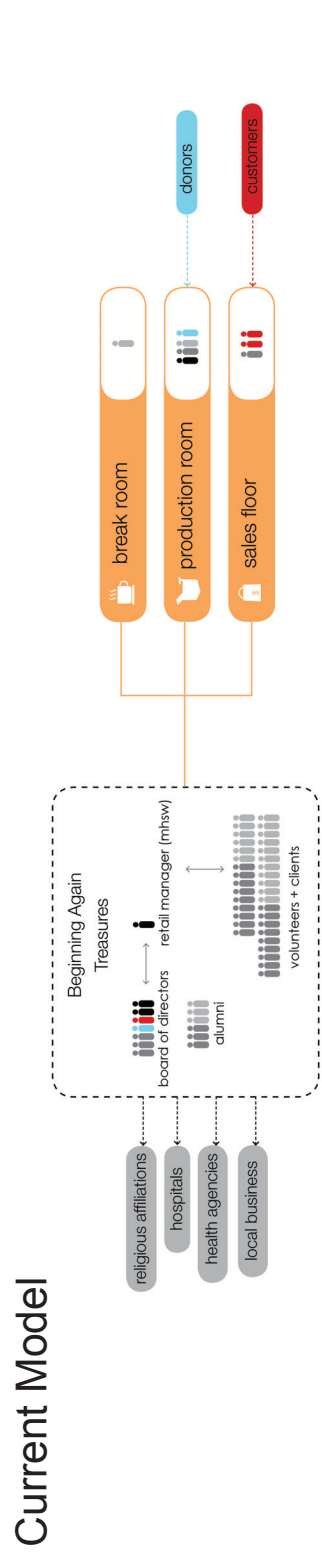 Current Model
religious affiliations
hospitals
health agencies
local business
Beginning Again
Treasures
board of directors
retail manager (mhsw)
alumni
volunteers + clients
break room
production room
$
sales floor
donors
customers